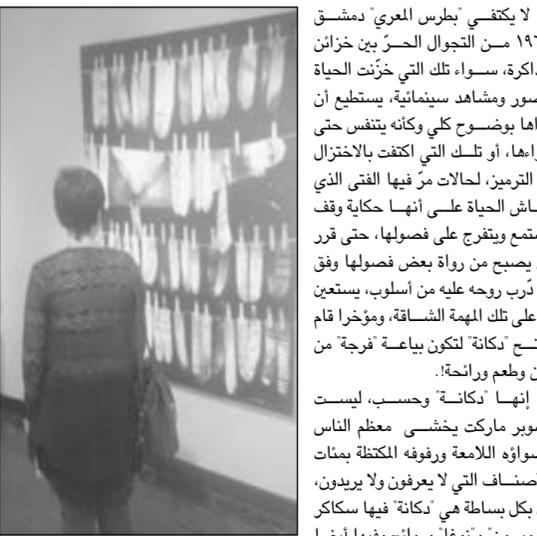 لا يكتفي "بطرس المعري" دمشق
من التجوال الحرّ بين خزائن
ذاكرة، سواء تلك التي خزّنت الحياة
صور ومشاهد سينمائية، يستطيع أن
اها بوضوح كلي وكأنه يتنفس حتى
واءها، أو تلك التي اكتفت بالاختزال
الترميز، لحالات مرّ فيها الفتى الذي
اش الحياة على أنها حكاية وقف
ستمع ويتفرج على فصولها، حتى قرر
يصبح من رواة بعض فصولها وفق
درّب روحه عليه من أسلوب، يستعين
على تلك المهمة الشاقة، ومؤخرا قام
تح "دكانة" لتكون بياعة "فرجة" من
ن وطعم ورائحة!.
إنها "دكانة" وحسب، ليست
سوبر ماركت يخشى معظم الناس
سواؤه اللامعة ورفوفه المكتظة بمئات
لأصناف التي لا يعرفون ولا يريدون،
بكل بساطة هي "دكانة" فيها سكاكر